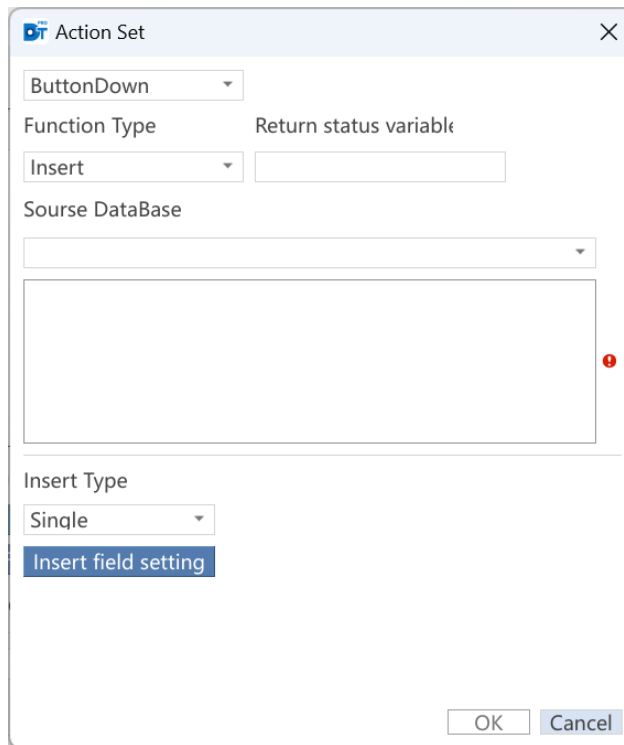 PRO
DT Action Set
ButtonDown
Function Type Return status variable
Insert
Sourse DataBase
Insert Type
Single
Insert field setting
OK Cancel